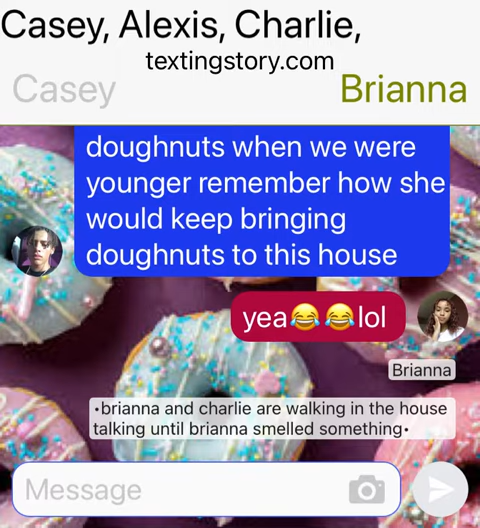 Casey, Alexis, Charlie,
textingstory.com
Casey
Brianna
doughnuts when we were
younger remember how she
would keep bringing
doughnuts to this house
yea😂😂lol
Brianna
•brianna and charlie are walking in the house
talking until brianna smelled something•
Message